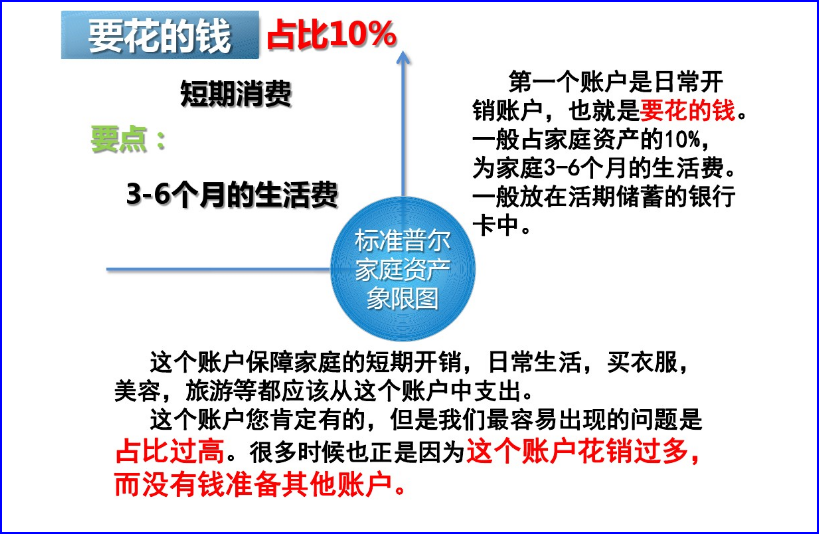 要花的钱 占比10%
短期消费
要点：
3-6个月的生活费
第一个账户是日常开
销账户，也就是要花的钱。
一般占家庭资产的10%，
为家庭3-6个月的生活费。
一般放在活期储蓄的银行
卡中。
标准普尔
家庭资产
象限图
这个账户保障家庭的短期开销，日常生活，买衣服，
美容，旅游等都应该从这个账户中支出。
这个账户您肯定有的，但是我们最容易出现的问题是
占比过高。很多时候也正是因为这个账户花销过多，
而没有钱准备其他账户。